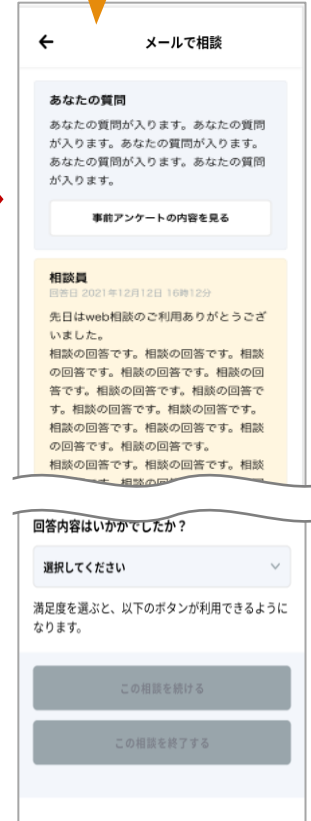 メールで相談
あなたの質問
あなたの質問が入ります。あなたの質問
が入ります。あなたの質問が入ります。
あなたの質問が入ります。あなたの質問
が入ります。
事前アンケートの内容を見る
相談員
回答日 2021年12月12日 16時12分
先日はweb相談のご利用ありがとうござ
いました。
相談の回答です。相談の回答です。相談
の回答です。相談の回答です。相談の回
答です。相談の回答です。相談の回答で
す。相談の回答です。相談の回答です。
相談の回答です。相談の回答です。相談
の回答です。相談の回答です。
相談の回答です。相談の回答です。相談
回答内容はいかがでしたか？
選択してください
満足度を選ぶと、以下のボタンが利用できるように
なります。
この相談を続ける
この相談を終了する